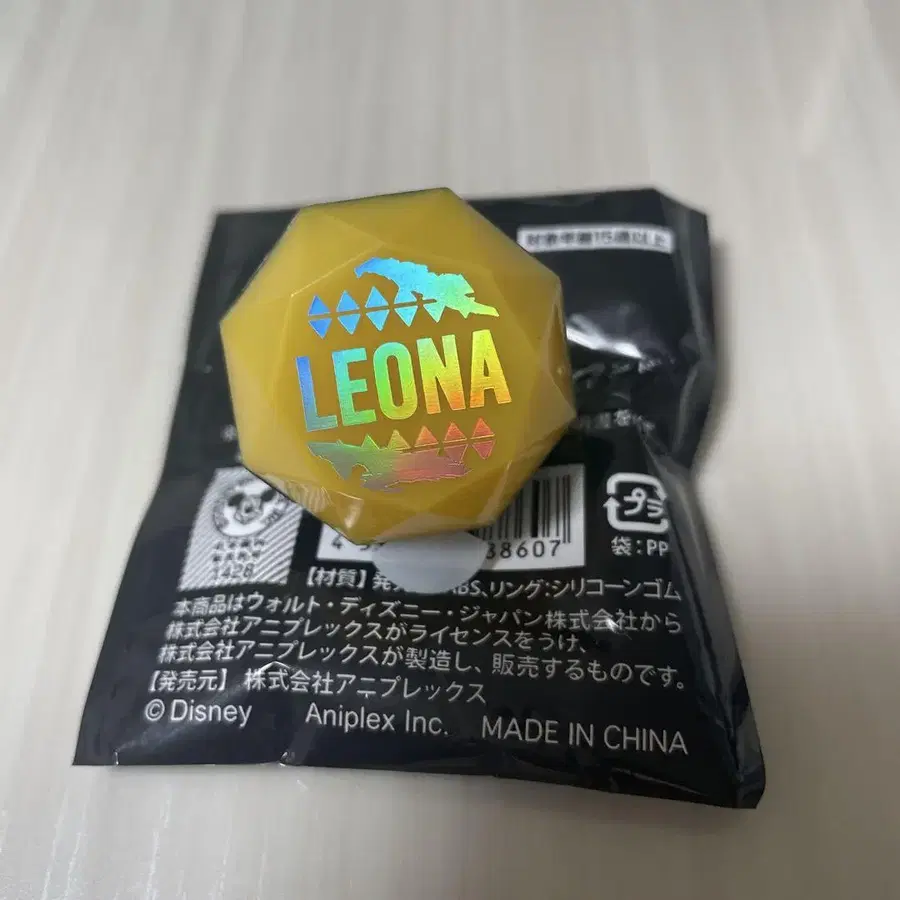 対象年齢15歳以上
LEONA
38607
プラ
袋:PP
1428
【材質】発 ABS、リング:シリコーンゴム
本商品はウォルト・ディズニー・ジャパン株式会社から
株式会社アニプレックスがライセンスをうけ、
株式会社アニプレックスが製造し、販売するものです。
【発売元】株式会社アニプレックス
©Disney Aniplex Inc. MADE IN CHINA